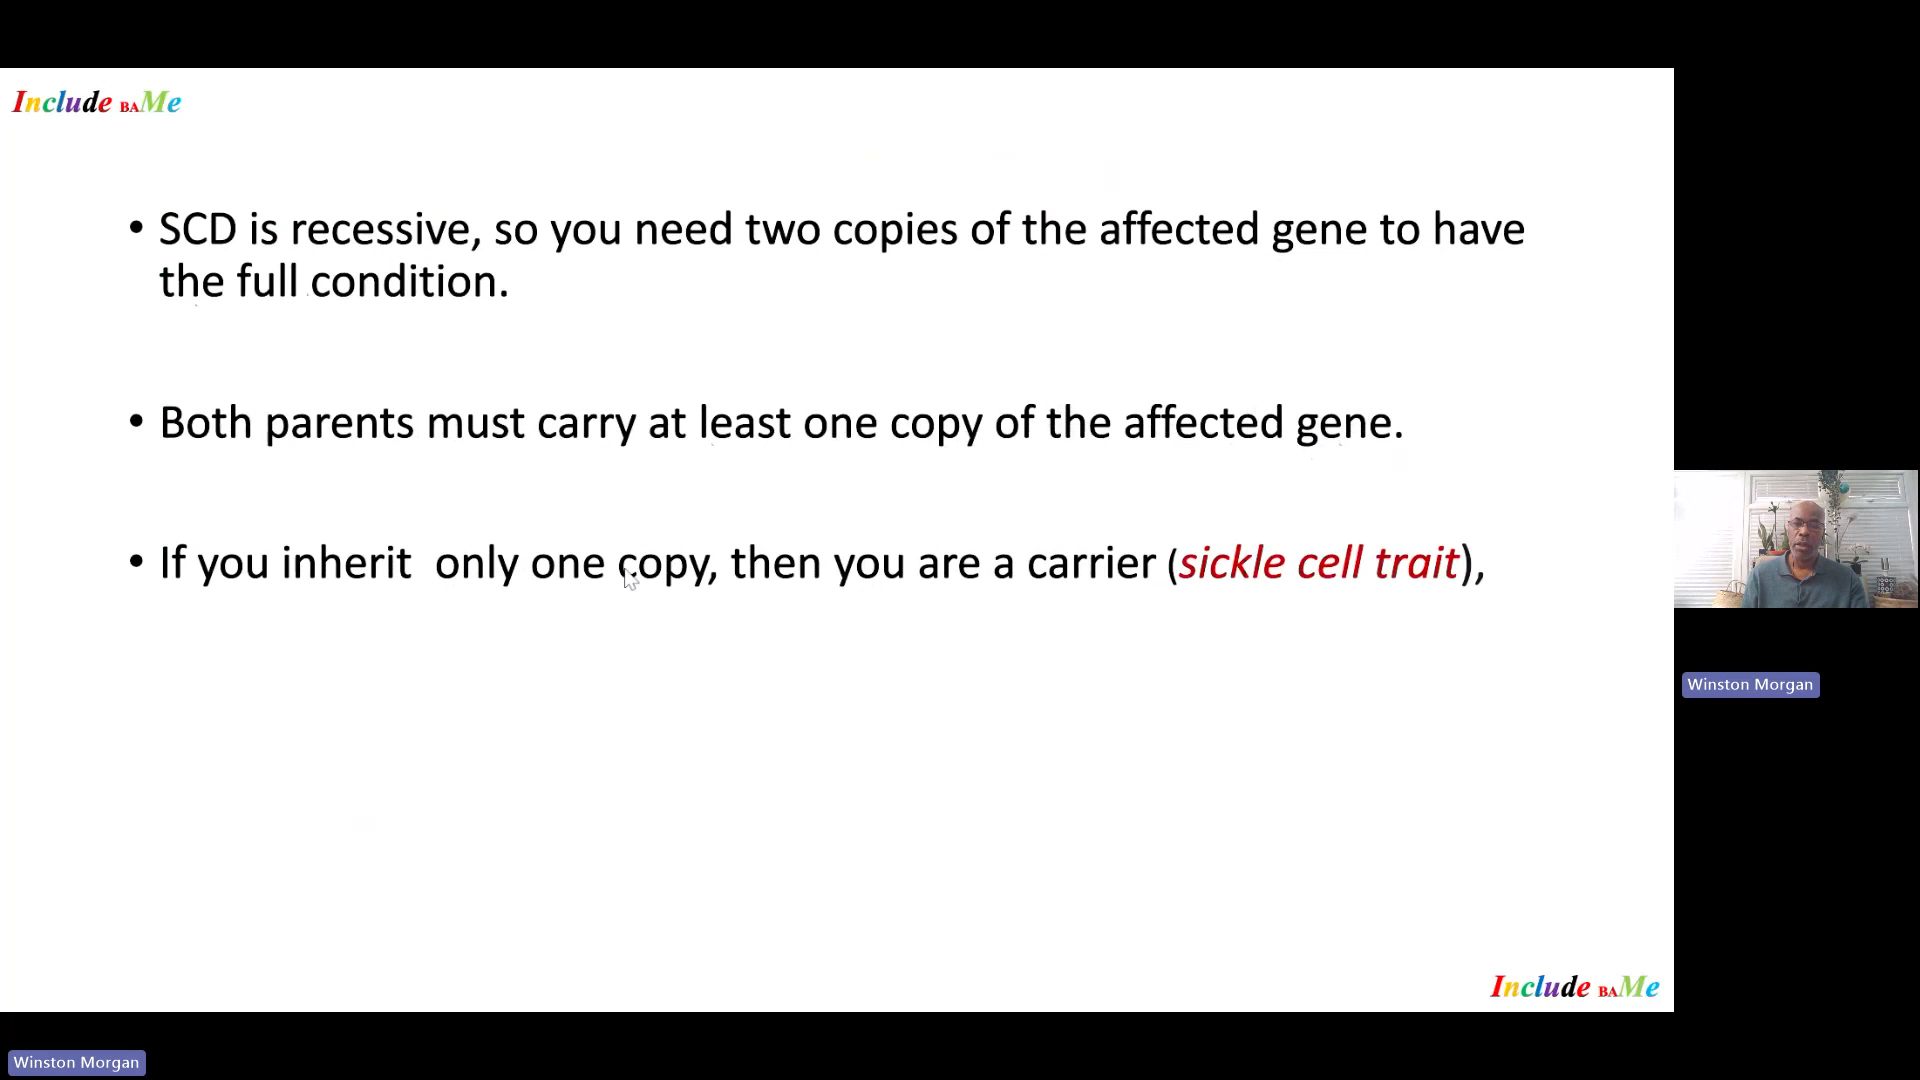 Include BAMe
• SCD is recessive, so you need two copies of the affected gene to have
the full condition.
• Both parents must carry at least one copy of the affected gene.
• If you inherit  only one copy, then you are a carrier (sickle cell trait),
Winston Morgan
Include BAMe
Winston Morgan